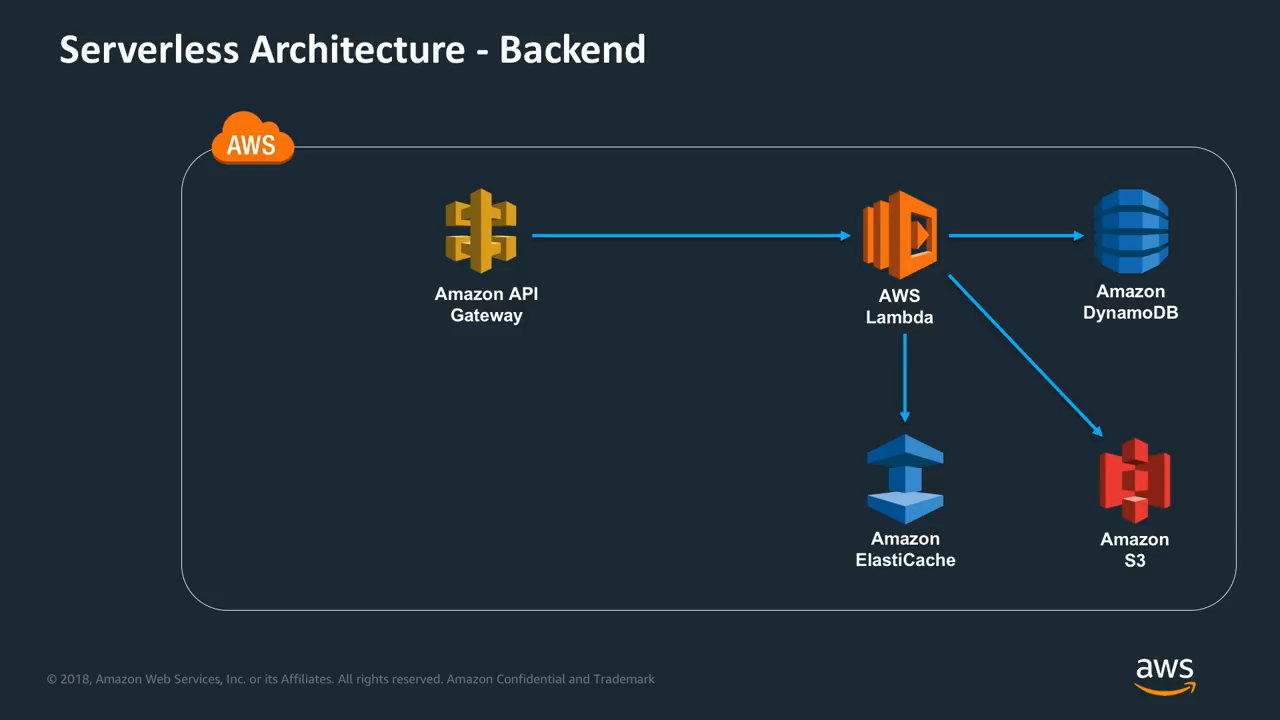 Serverless Architecture - Backend
AWS
Amazon API
Gateway
AWS
Lambda
Amazon
DynamoDB
Amazon
ElastiCache
Amazon
S3
© 2018, Amazon Web Services, Inc. or its Affiliates. All rights reserved. Amazon Confidential and Trademark
aws